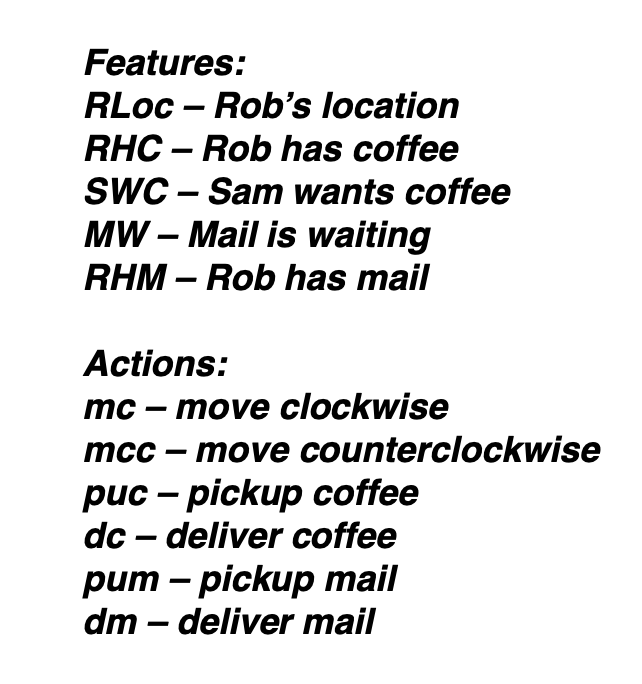 Features:
RLoc – Rob’s location
RHC – Rob has coffee
SWC – Sam wants coffee
MW – Mail is waiting
RHM – Rob has mail
Actions:
mc – move clockwise
mcc – move counterclockwise
puc – pickup coffee
dc – deliver coffee
pum – pickup mail
dm – deliver mail